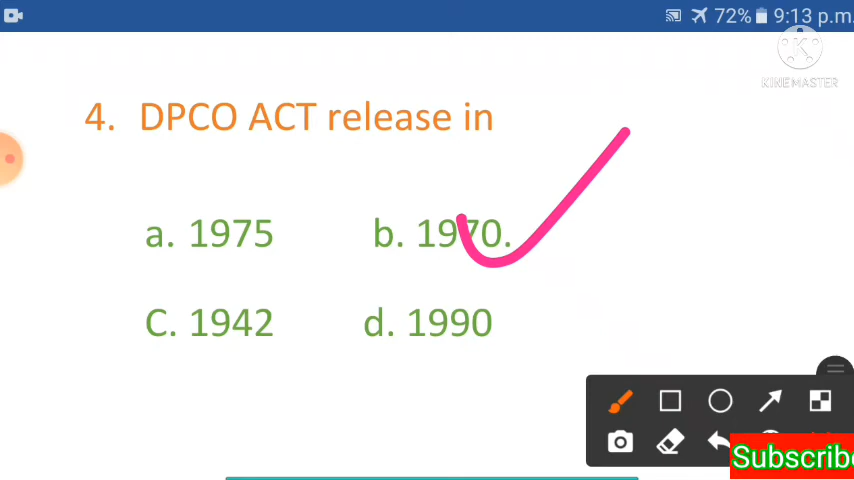 72% 9:13 p.m.
KINEMASTER
4. DPCO ACT release in
a. 1975 b. 1970.
C. 1942 d. 1990
Subscribe